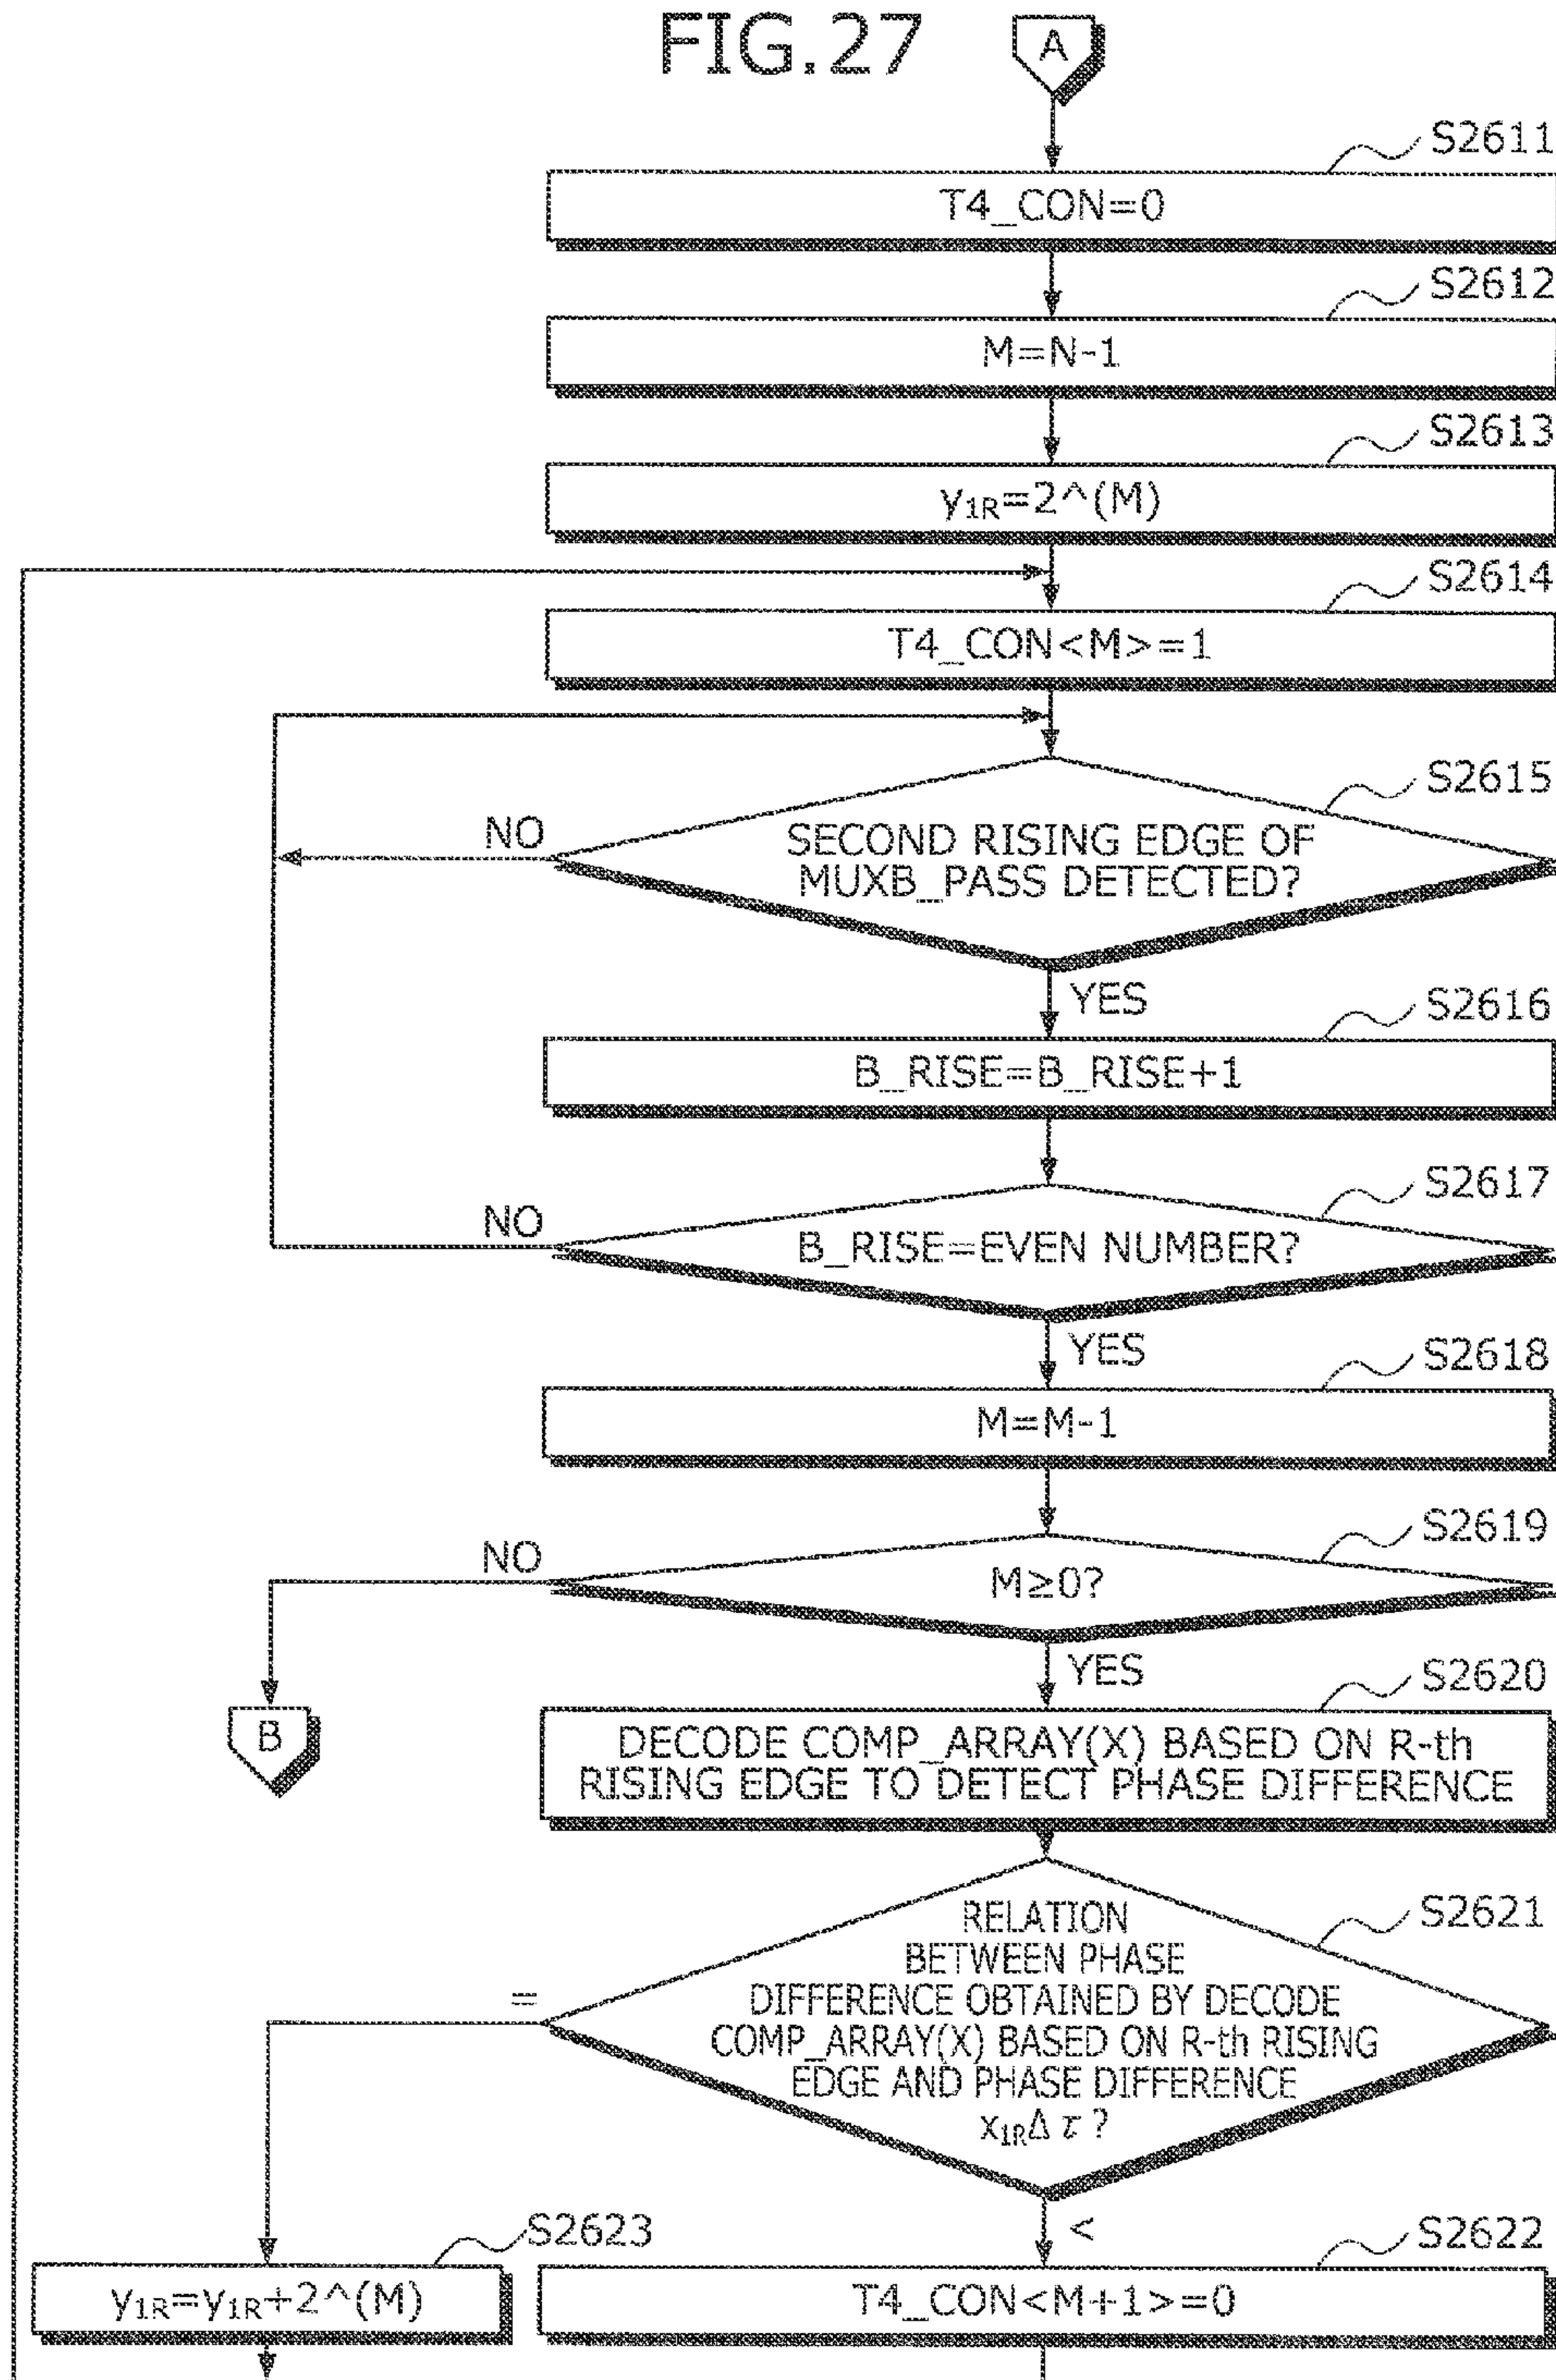 FIG.27
A
S2611
T4_CON=0
S2612
M=N-1
S2613
y1R=2^(M)
S2614
T4_CON<M>=1
S2615
NO
SECOND RISING EDGE OF
MUXB_PASS DETECTED?
YES
S2616
B_RISE=B_RISE+1
S2617
NO
B_RISE=EVEN NUMBER?
YES
S2618
M=M-1
S2619
NO
M≥0?
YES
S2620
B
DECODE COMP_ARRAY(X) BASED ON R-th
RISING EDGE TO DETECT PHASE DIFFERENCE
S2621
RELATION
BETWEEN PHASE
DIFFERENCE OBTAINED BY DECODE
COMP_ARRAY(X) BASED ON R-th RISING
EDGE AND PHASE DIFFERENCE
x1RΔτ?
=
<
S2623
S2622
y1R=y1R+2^(M)
T4_CON<M+1>=0